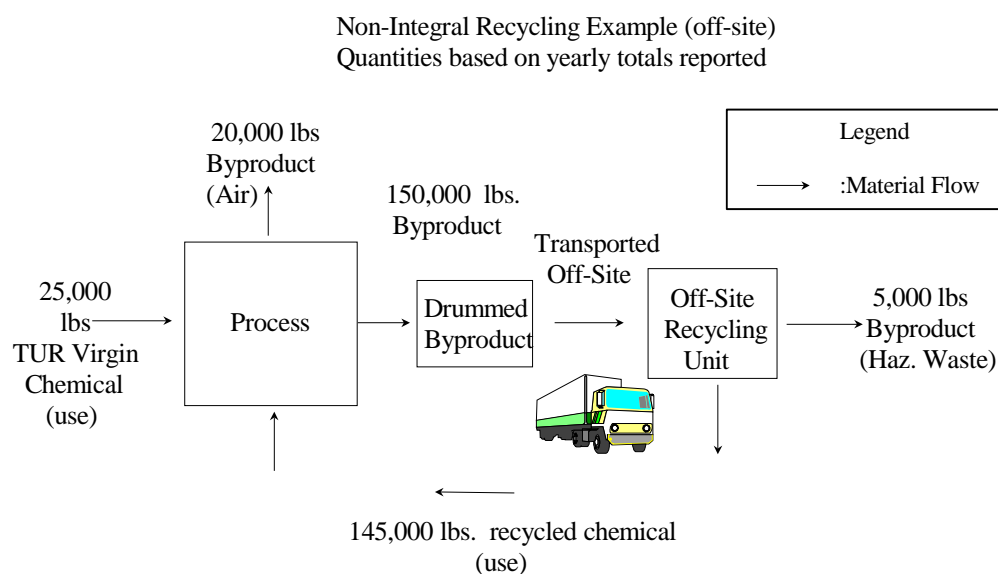 Non-Integral Recycling Example (off-site)
Quantities based on yearly totals reported
20,000 lbs
Byproduct
(Air)
Legend
:Material Flow
150,000 lbs.
Byproduct
Transported
Off-Site
25,000
lbs
TUR Virgin
Chemical
(use)
Process
Drummed
Byproduct
Off-Site
Recycling
Unit
5,000 lbs
Byproduct
(Haz. Waste)
145,000 lbs. recycled chemical
(use)